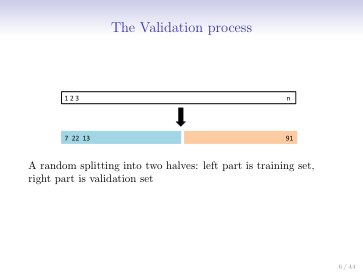 The Validation process
1 2 3 n
7 22 13 91
A random splitting into two halves: left part is training set,
right part is validation set
6 / 44